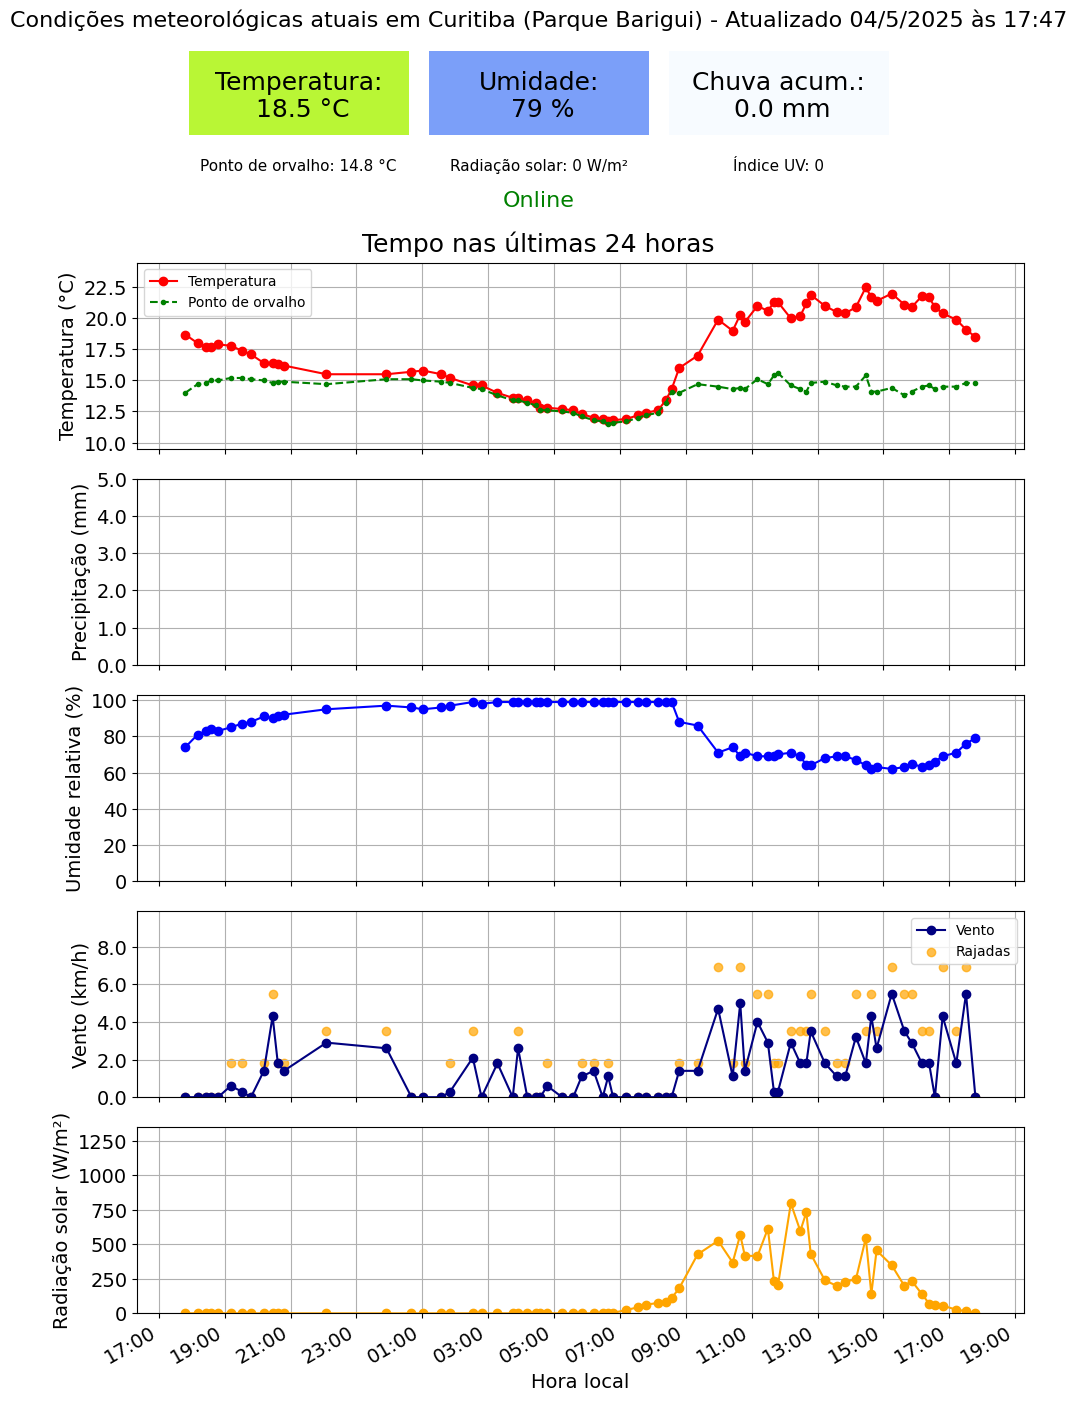 Condições meteorológicas atuais em Curitiba (Parque Barigui) - Atualizado 04/5/2025 às 17:47
Temperatura:
18.5 °C
Umidade:
79 %
Chuva acum.:
0.0 mm
Ponto de orvalho: 14.8 °C
Radiação solar: 0 W/m²
Índice UV: 0
Online
Tempo nas últimas 24 horas
Temperatura (°C)
22.5
20.0
17.5
15.0
12.5
10.0
Temperatura
Ponto de orvalho
Precipitação (mm)
5.0
4.0
3.0
2.0
1.0
0.0
Umidade relativa (%)
100
80
60
40
20
0
Vento (km/h)
8.0
6.0
4.0
2.0
0.0
Vento
Rajadas
Radiação solar (W/m²)
1250
1000
750
500
250
0
17:00
19:00
21:00
23:00
01:00
03:00
05:00
07:00
09:00
11:00
13:00
15:00
17:00
19:00
Hora local